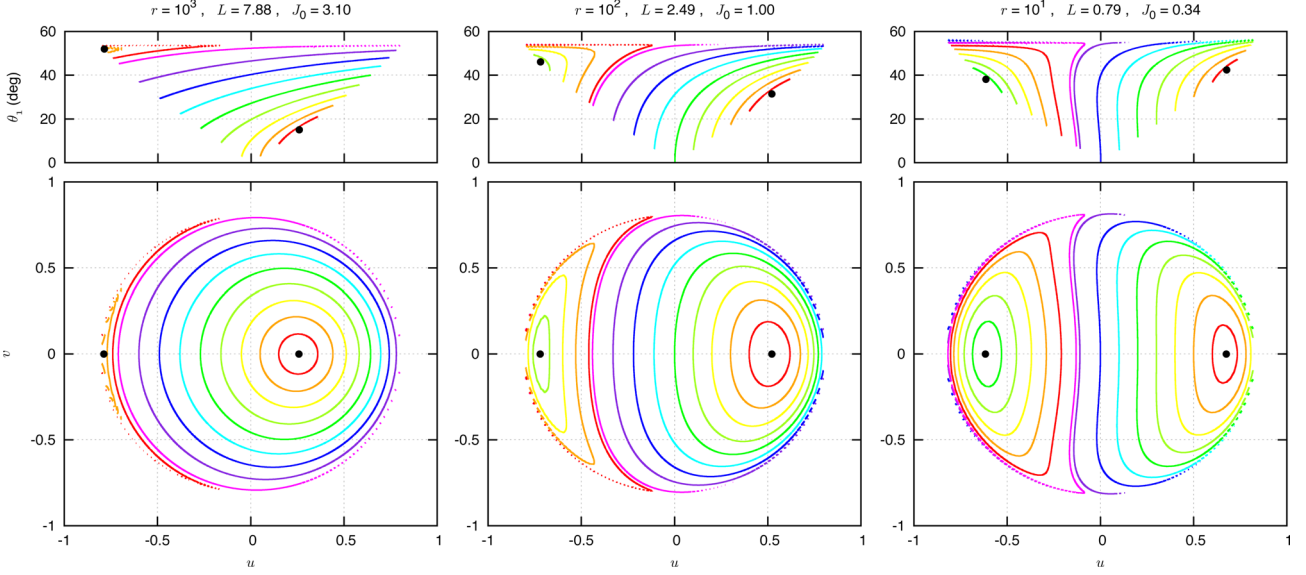 r = 10³ , L = 7.88 , J₀ = 3.10
r = 10² , L = 2.49 , J₀ = 1.00
r = 10¹ , L = 0.79 , J₀ = 0.34
θ₁ (deg)
60
40
20
0
60
40
20
0
60
40
20
0
v
1
0.5
0
-0.5
-1
1
0.5
0
-0.5
-1
1
0.5
0
-0.5
-1
-1 -0.5 0 0.5 1
-1 -0.5 0 0.5 1
-1 -0.5 0 0.5 1
u
u
u